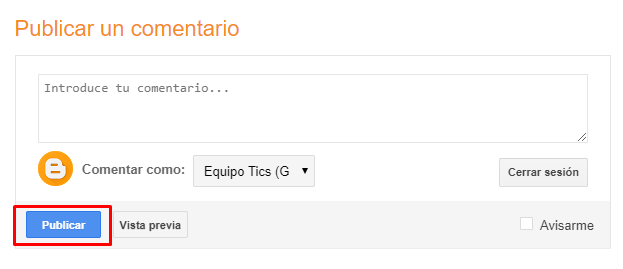 Publicar un comentario
Introduce tu comentario...
Comentar como: Equipo Tics (G Cerrar sesión
Publicar Vista previa Avisarme